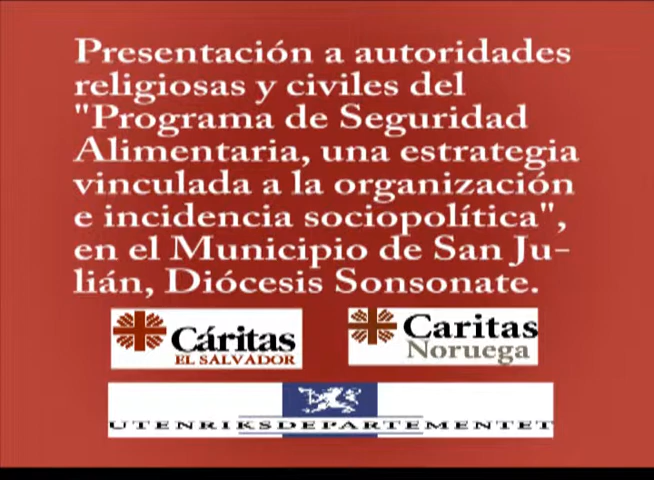 Presentación a autoridades
religiosas y civiles del
"Programa de Seguridad
Alimentaria, una estrategia
vinculada a la organización
e incidencia sociopolítica",
en el Municipio de San Ju-
lián, Diócesis Sonsonate.
Cáritas
EL SALVADOR
Caritas
Noruega
UTENRIKSDEPARTEMENTET